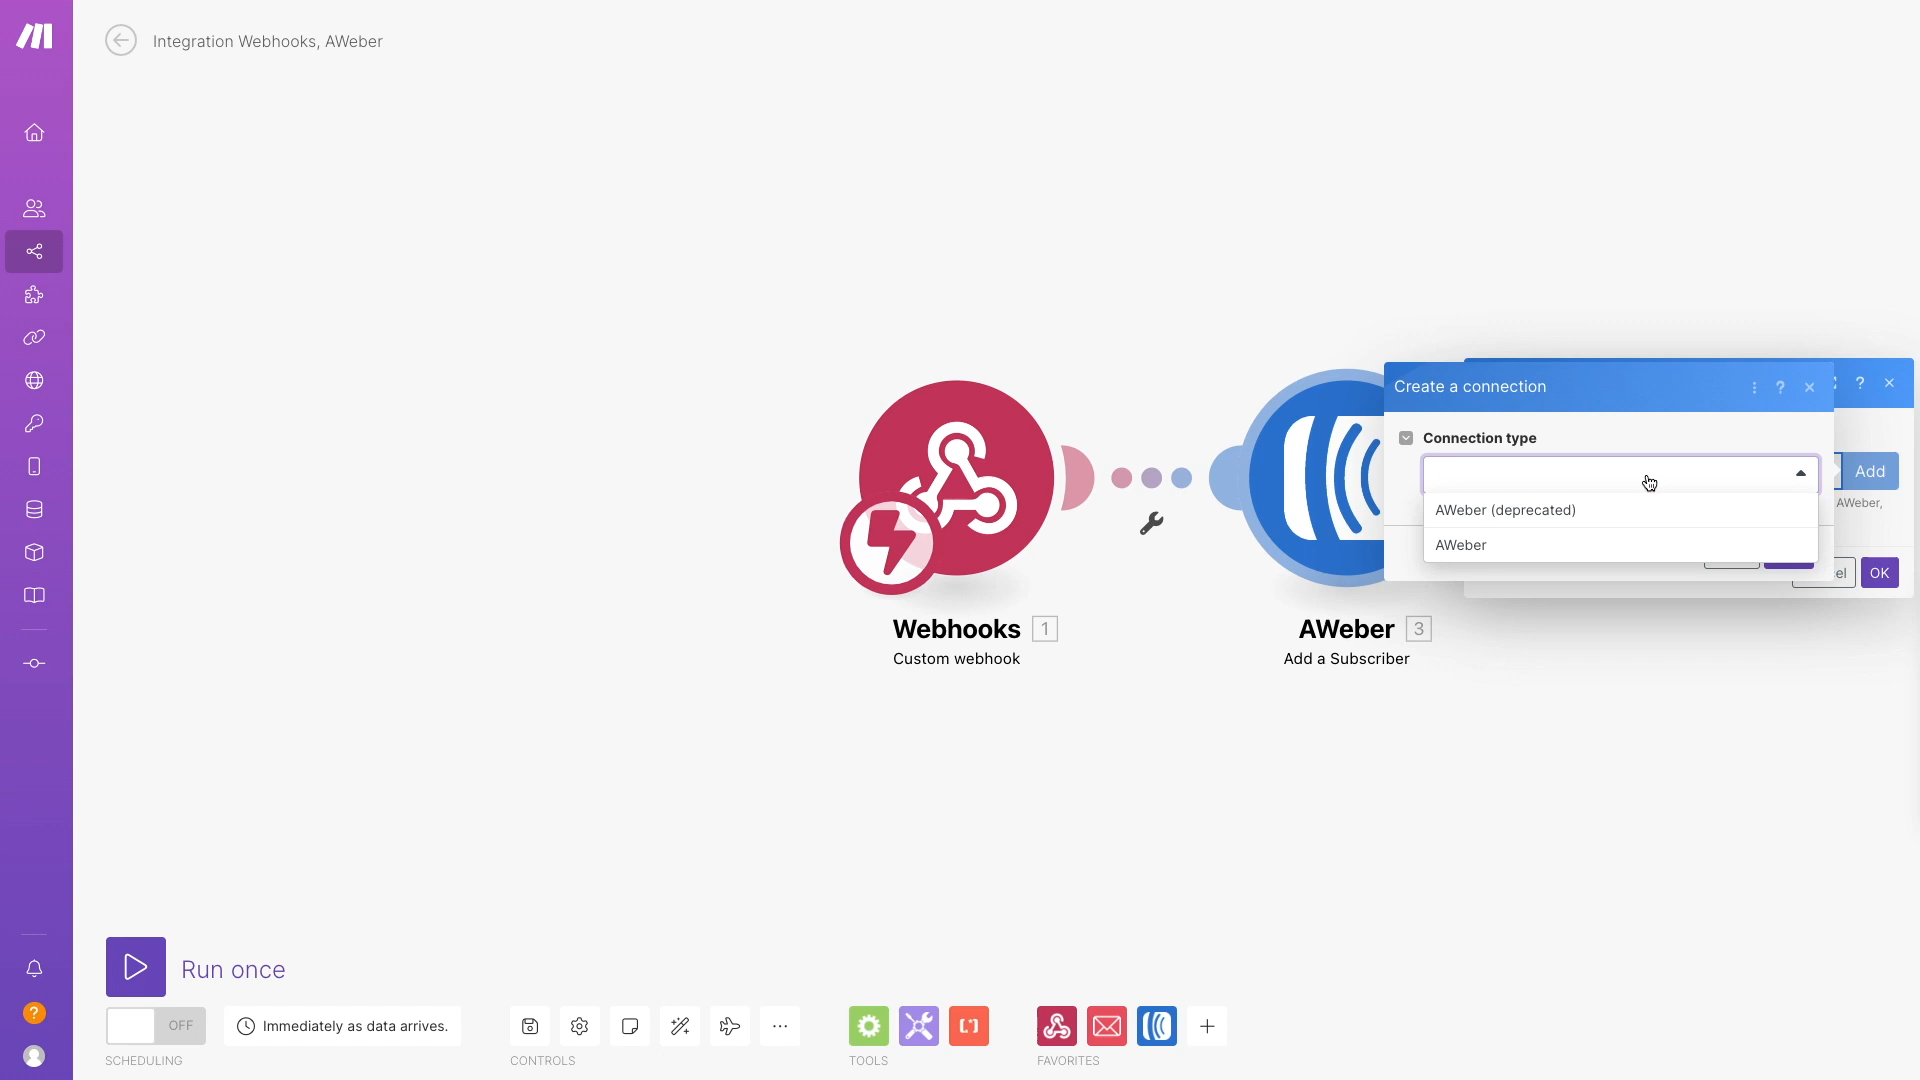 Integration Webhooks, AWeber
Create a connection
Connection type
AWeber (deprecated)
AWeber
Add
AWeber,
el
OK
Webhooks 1
Custom webhook
AWeber 3
Add a Subscriber
Run once
OFF
Immediately as data arrives.
SCHEDULING
CONTROLS
TOOLS
FAVORITES